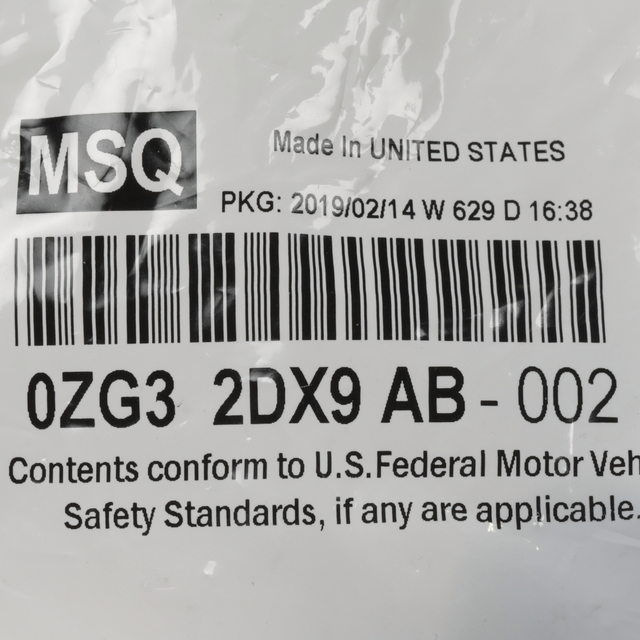 MSQ
Made In UNITED STATES
PKG: 2019/02/14 W 629 D 16:38
0ZG3 2DX9 AB - 002
Contents conform to U.S.Federal Motor Veh
Safety Standards, if any are applicable.